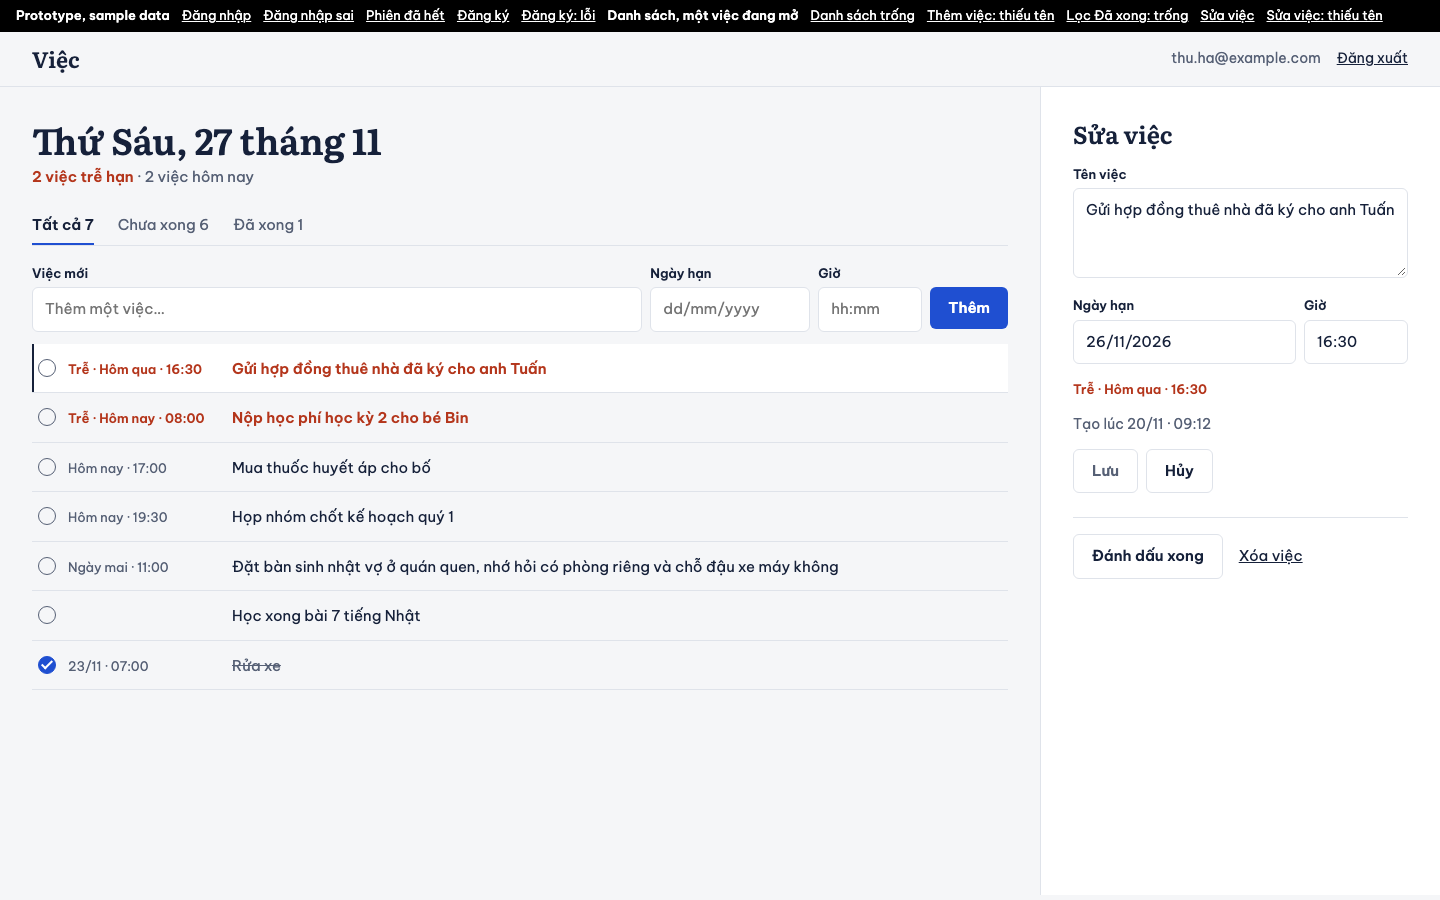 Prototype, sample data Đăng nhập Đăng nhập sai Phiên đã hết Đăng ký Đăng ký: lỗi Danh sách, một việc đang mở Danh sách trống Thêm việc: thiếu tên Lọc Đã xong: trống Sửa việc Sửa việc: thiếu tên
Việc
thu.ha@example.com Đăng xuất
Thứ Sáu, 27 tháng 11
2 việc trễ hạn · 2 việc hôm nay
Tất cả 7 Chưa xong 6 Đã xong 1
Việc mới Ngày hạn Giờ
Thêm một việc... dd/mm/yyyy hh:mm Thêm
Trễ · Hôm qua · 16:30 Gửi hợp đồng thuê nhà đã ký cho anh Tuấn
Trễ · Hôm nay · 08:00 Nộp học phí học kỳ 2 cho bé Bin
Hôm nay · 17:00 Mua thuốc huyết áp cho bố
Hôm nay · 19:30 Họp nhóm chốt kế hoạch quý 1
Ngày mai · 11:00 Đặt bàn sinh nhật vợ ở quán quen, nhớ hỏi có phòng riêng và chỗ đậu xe máy không
Học xong bài 7 tiếng Nhật
23/11 · 07:00 Rửa xe
Sửa việc
Tên việc
Gửi hợp đồng thuê nhà đã ký cho anh Tuấn
Ngày hạn Giờ
26/11/2026 16:30
Trễ · Hôm qua · 16:30
Tạo lúc 20/11 · 09:12
Lưu Hủy
Đánh dấu xong Xóa việc